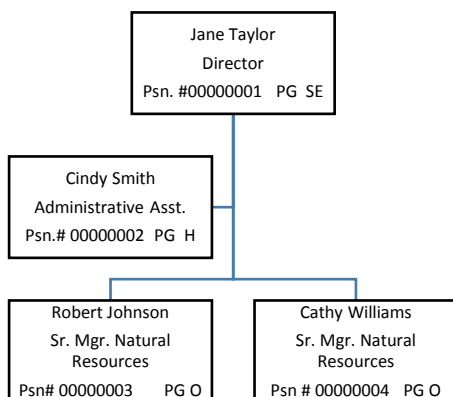 Jane Taylor
Director
Psn. #00000001 PG SE
Cindy Smith
Administrative Asst.
Psn.# 00000002 PG H
Robert Johnson
Sr. Mgr. Natural
Resources
Psn# 00000003 PG O
Cathy Williams
Sr. Mgr. Natural
Resources
Psn # 00000004 PG O